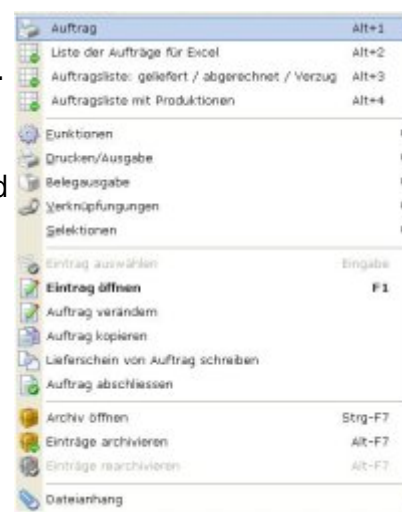 Auftrag Alt+1
Liste der Aufträge für Excel Alt+2
Auftragsliste: geliefert / abgerechnet / Verzug Alt+3
Auftragsliste mit Produktionen Alt+4
Funktionen
Drucken/Ausgabe
Belegausgabe
Verknüpfungungen
Selektionen
Eintrag auswählen Eingabe
Eintrag öffnen F1
Auftrag verändern
Auftrag kopieren
Lieferschein von Auftrag schreiben
Auftrag abschliessen
Archiv öffnen Strg-F7
Einträge archivieren Alt-F7
Einträge rearchivieren Alt-F7
Dateianhang